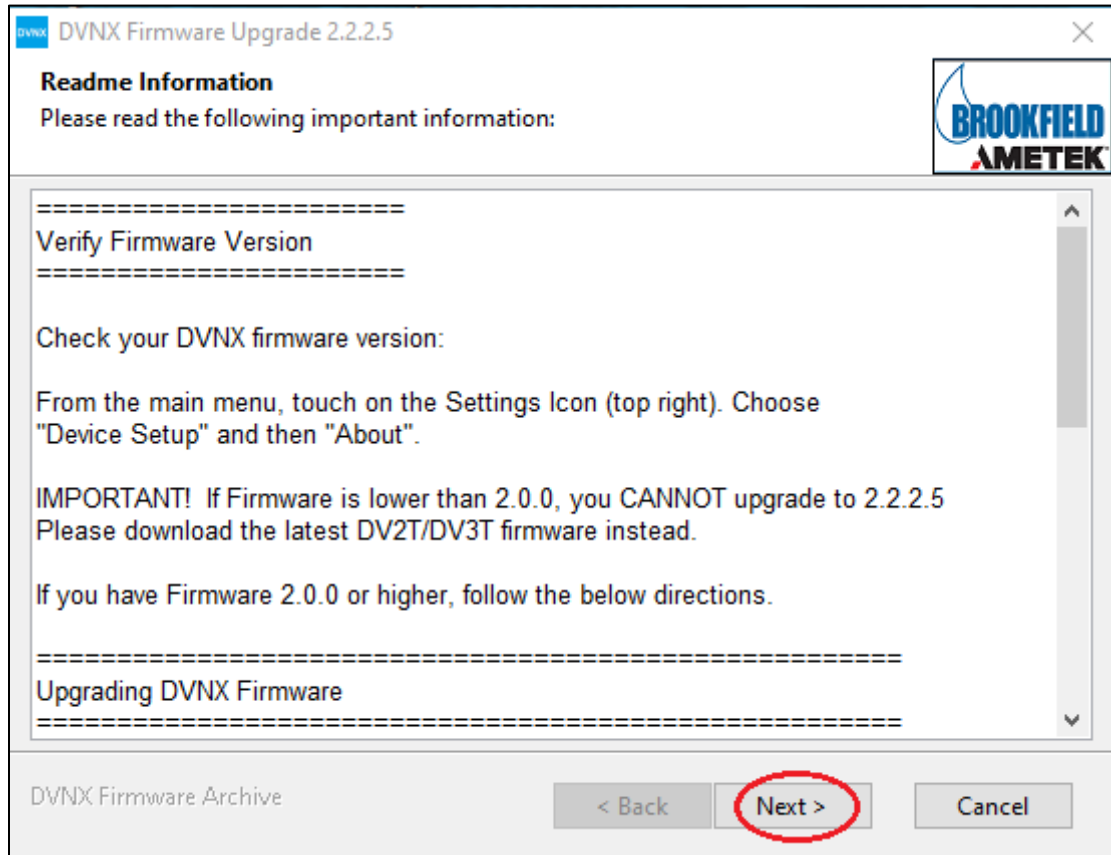 DVNX DVNX Firmware Upgrade 2.2.2.5
Readme Information
Please read the following important information:
BROOKFIELD
AMETEK
=======================
Verify Firmware Version
=======================
Check your DVNX firmware version:
From the main menu, touch on the Settings Icon (top right). Choose
"Device Setup" and then "About".
IMPORTANT!  If Firmware is lower than 2.0.0, you CANNOT upgrade to 2.2.2.5
Please download the latest DV2T/DV3T firmware instead.
If you have Firmware 2.0.0 or higher, follow the below directions.
======================================================
Upgrading DVNX Firmware
======================================================
DVNX Firmware Archive
< Back Next > Cancel